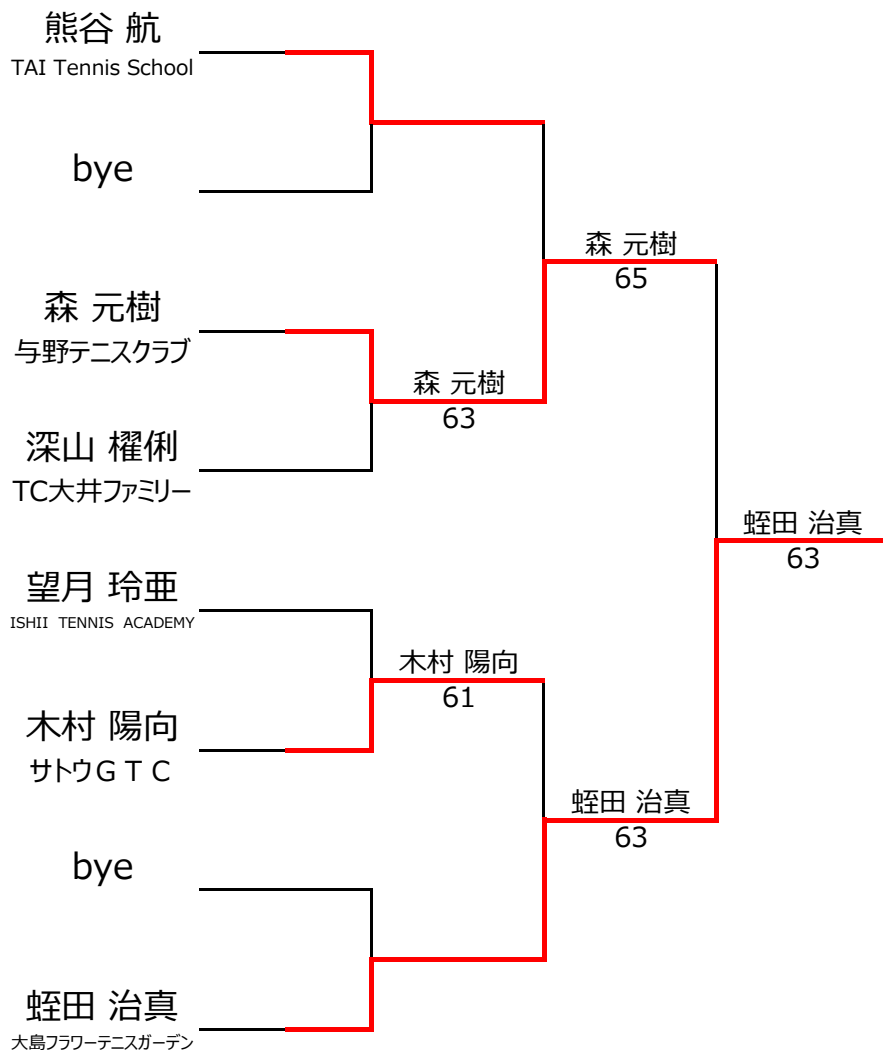 熊谷 航
TAI Tennis School
bye
森 元樹
65
森 元樹
与野テニスクラブ
森 元樹
63
深山 櫂俐
TC大井ファミリー
蛭田 治真
63
望月 玲亜
ISHII TENNIS ACADEMY
木村 陽向
61
木村 陽向
サトウＧＴＣ
蛭田 治真
63
bye
蛭田 治真
大島フラワーテニスガーデン